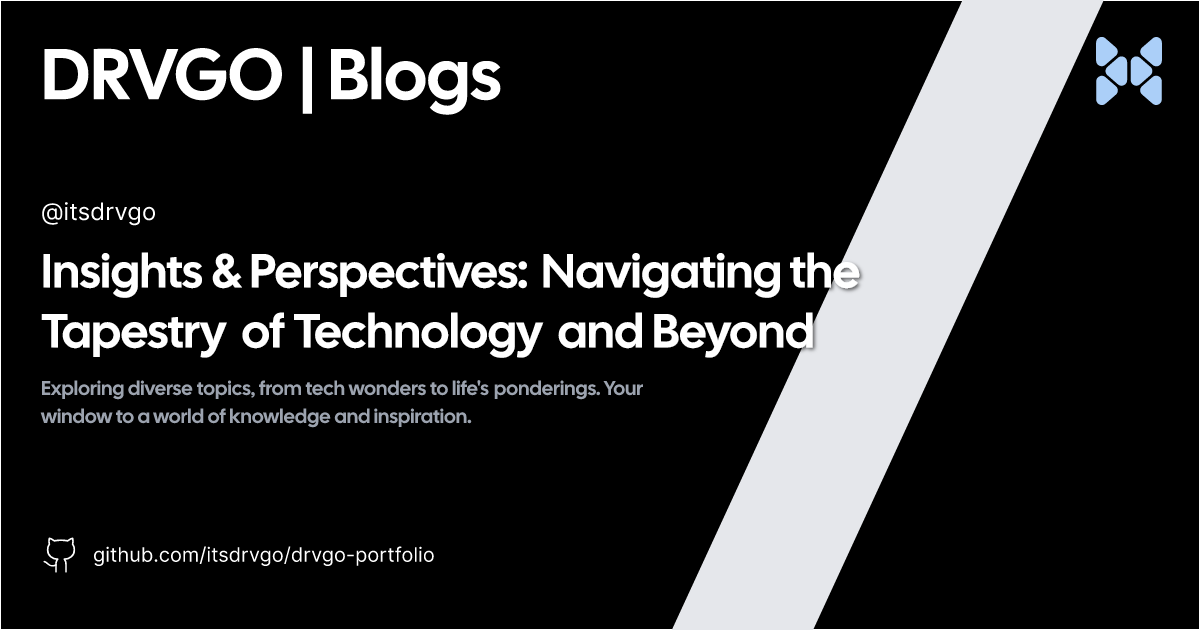 DRVGO | Blogs
@itsdrvgo
Insights & Perspectives: Navigating the
Tapestry of Technology and Beyond
Exploring diverse topics, from tech wonders to life's ponderings. Your
window to a world of knowledge and inspiration.
github.com/itsdrvgo/drvgo-portfolio